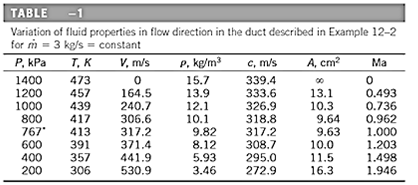 TABLE -1
Variation of fluid properties in flow direction in the duct described in Example 12–2
for ṁ = 3 kg/s = constant
P, kPa T, K V, m/s ρ, kg/m³ c, m/s A, cm² Ma
1400 473 0 15.7 339.4 ∞ 0
1200 457 164.5 13.9 333.6 13.1 0.493
1000 439 240.7 12.1 326.9 10.3 0.736
800 417 306.6 10.1 318.8 9.64 0.962
767* 413 317.2 9.82 317.2 9.63 1.000
600 391 371.4 8.12 308.7 10.0 1.203
400 357 441.9 5.93 295.0 11.5 1.498
200 306 530.9 3.46 272.9 16.3 1.946